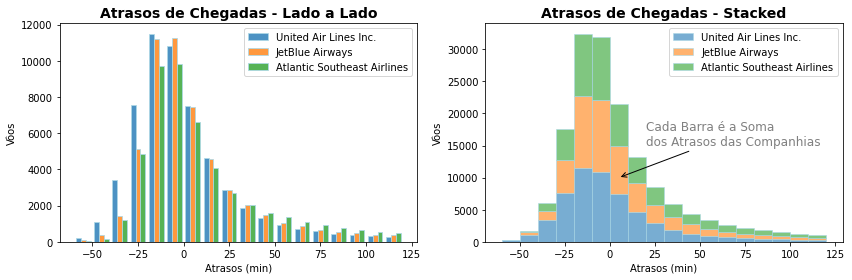 Atrasos de Chegadas - Lado a Lado
United Air Lines Inc.
JetBlue Airways
Atlantic Southeast Airlines
12000
10000
8000
6000
4000
2000
0
Vôos
−50 −25 0 25 50 75 100 125
Atrasos (min)
Atrasos de Chegadas - Stacked
United Air Lines Inc.
JetBlue Airways
Atlantic Southeast Airlines
Cada Barra é a Soma
dos Atrasos das Companhias
30000
25000
20000
15000
10000
5000
0
Vôos
−50 −25 0 25 50 75 100 125
Atrasos (min)